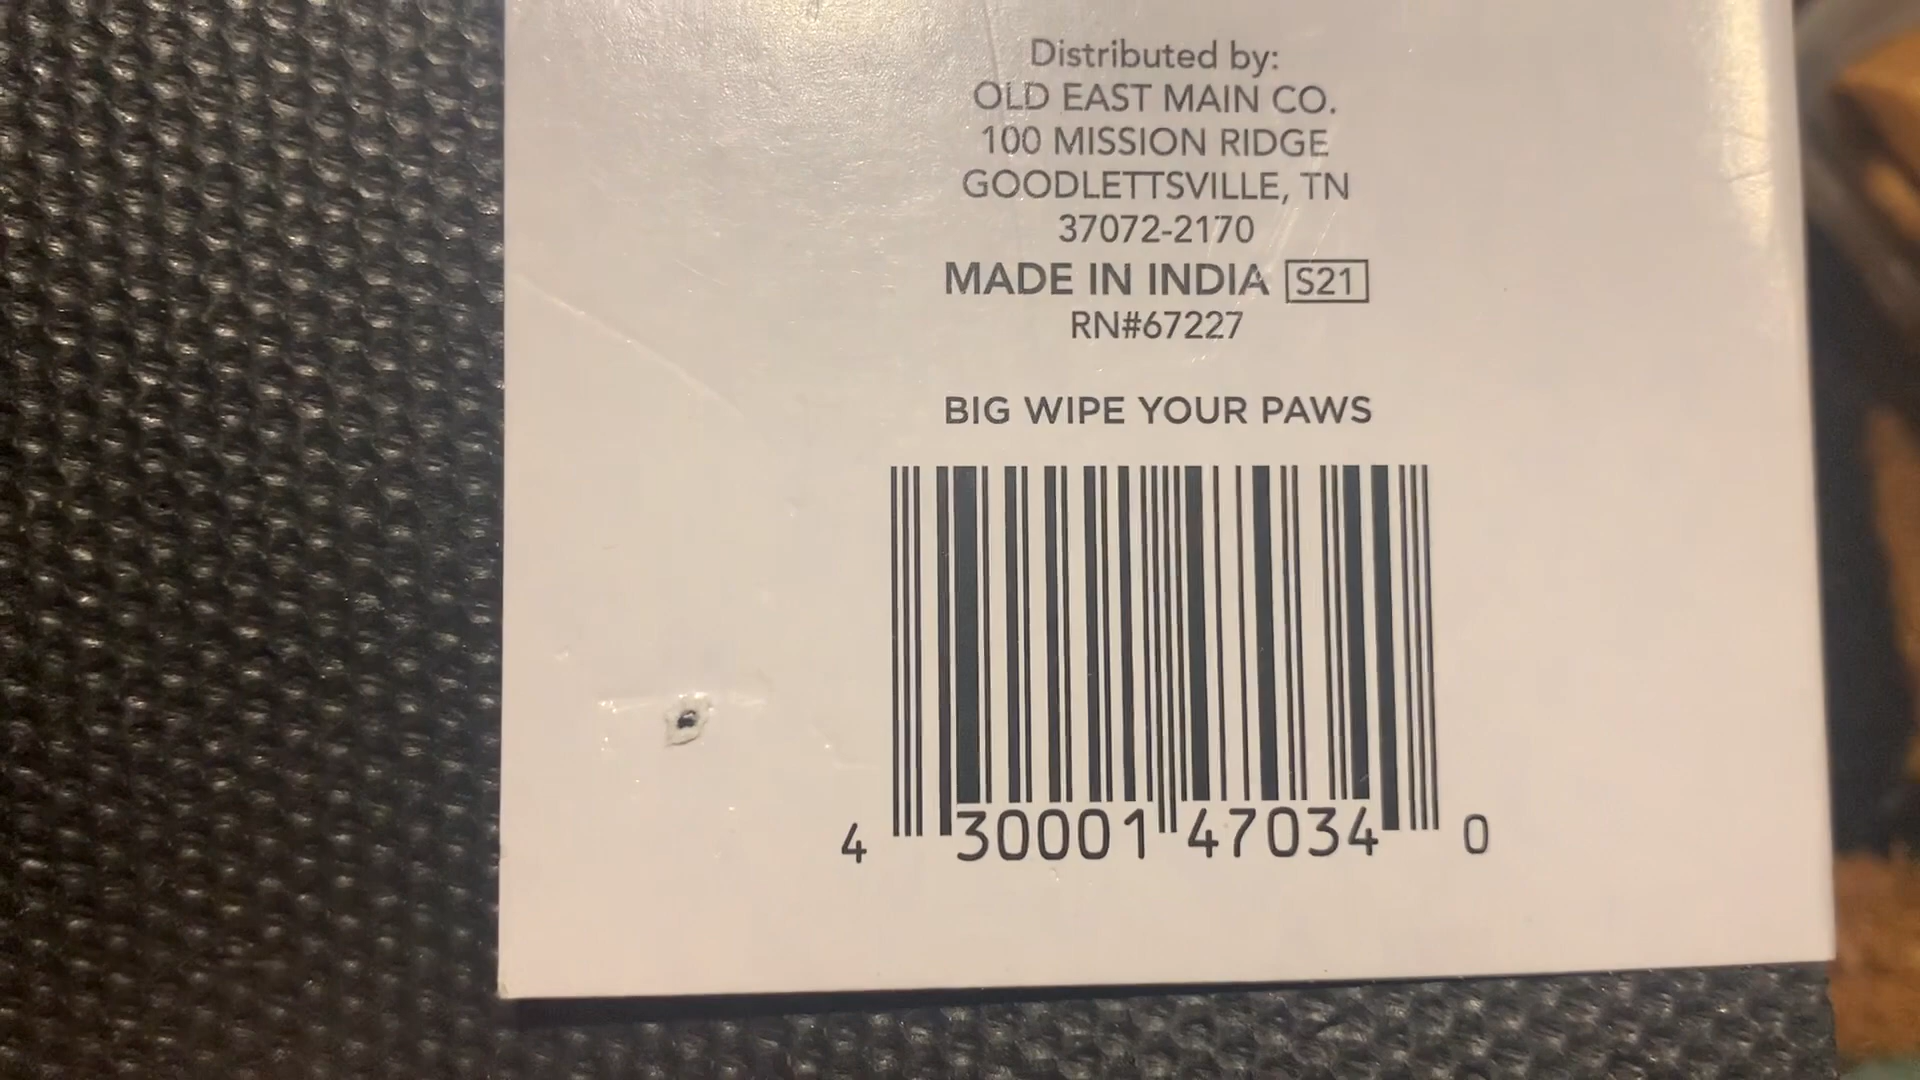 Distributed by:
OLD EAST MAIN CO.
100 MISSION RIDGE
GOODLETTSVILLE, TN
37072-2170
MADE IN INDIA S21
RN#67227
BIG WIPE YOUR PAWS
4 30001 47034 0